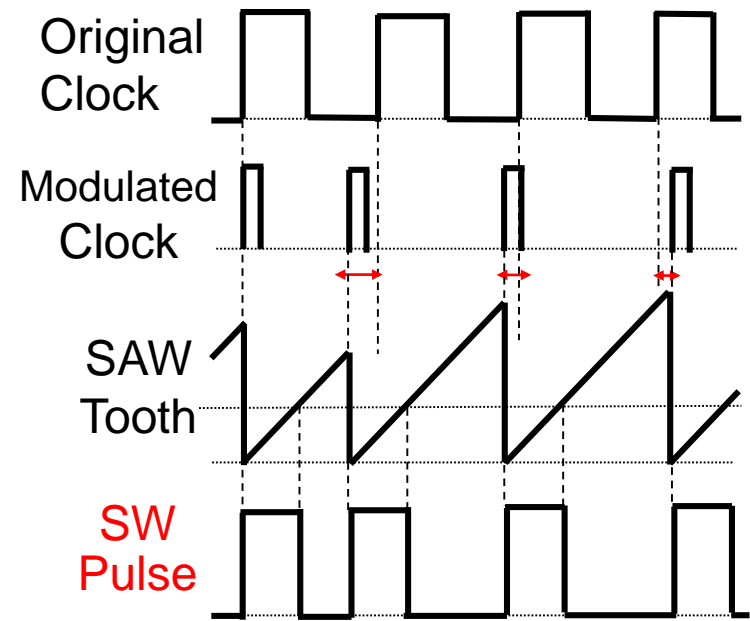 Original
Clock
Modulated
Clock
SAW
Tooth
SW
Pulse